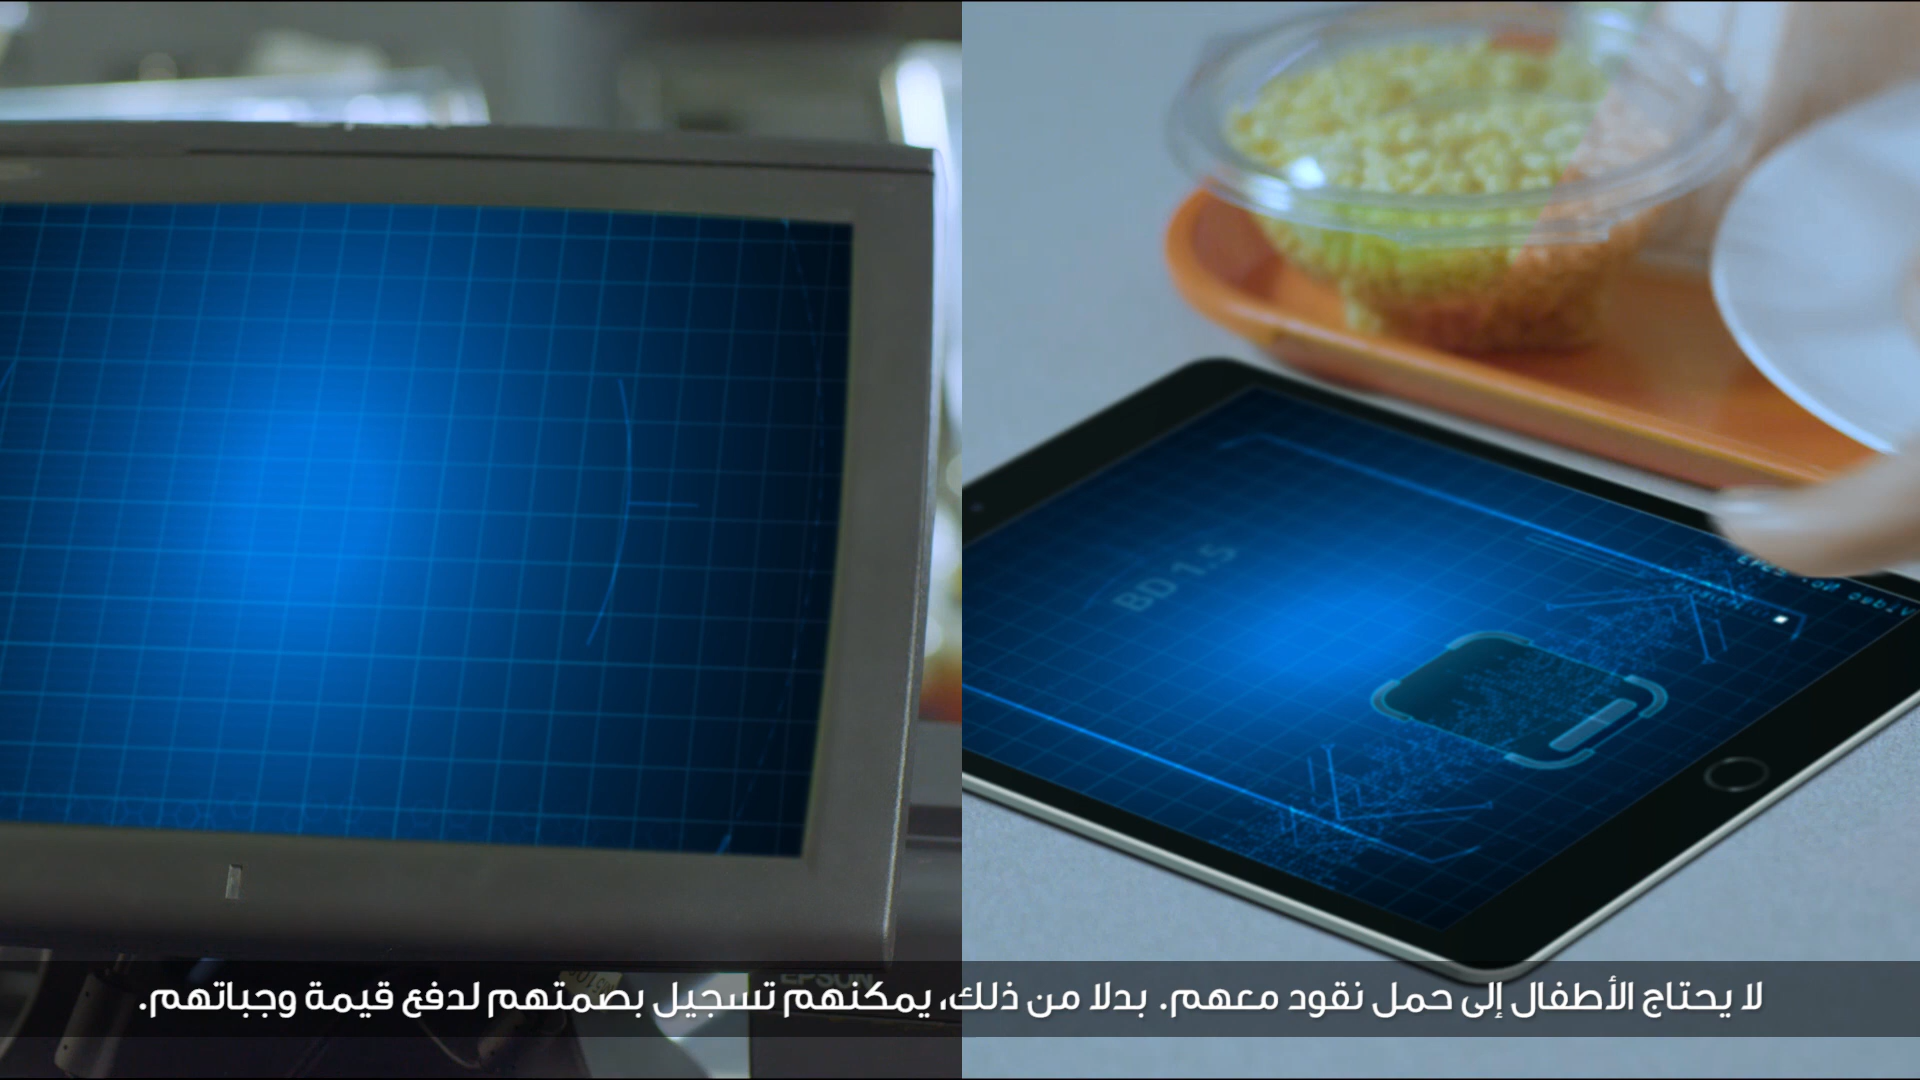 BD 1.5
EPSON
لا يحتاج الأطفال إلى حمل نقود معهم. بدلا من ذلك، يمكنهم تسجيل بصمتهم لدفع قيمة وجباتهم.